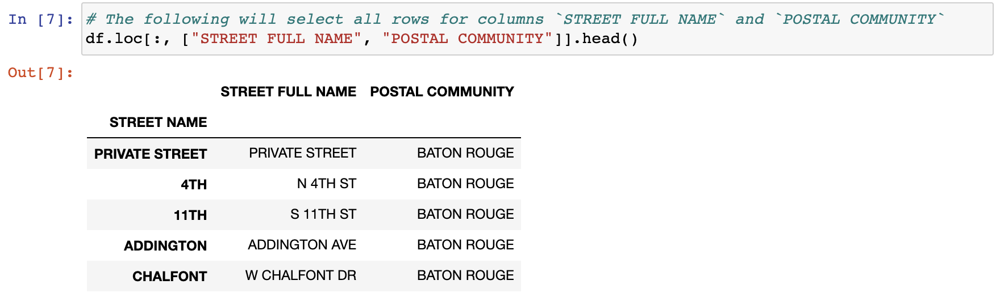 In [7]: # The following will select all rows for columns `STREET FULL NAME` and `POSTAL COMMUNITY`
df.loc[:, ["STREET FULL NAME", "POSTAL COMMUNITY"]].head()
Out[7]:
STREET FULL NAME POSTAL COMMUNITY
STREET NAME
PRIVATE STREET PRIVATE STREET BATON ROUGE
4TH N 4TH ST BATON ROUGE
11TH S 11TH ST BATON ROUGE
ADDINGTON ADDINGTON AVE BATON ROUGE
CHALFONT W CHALFONT DR BATON ROUGE